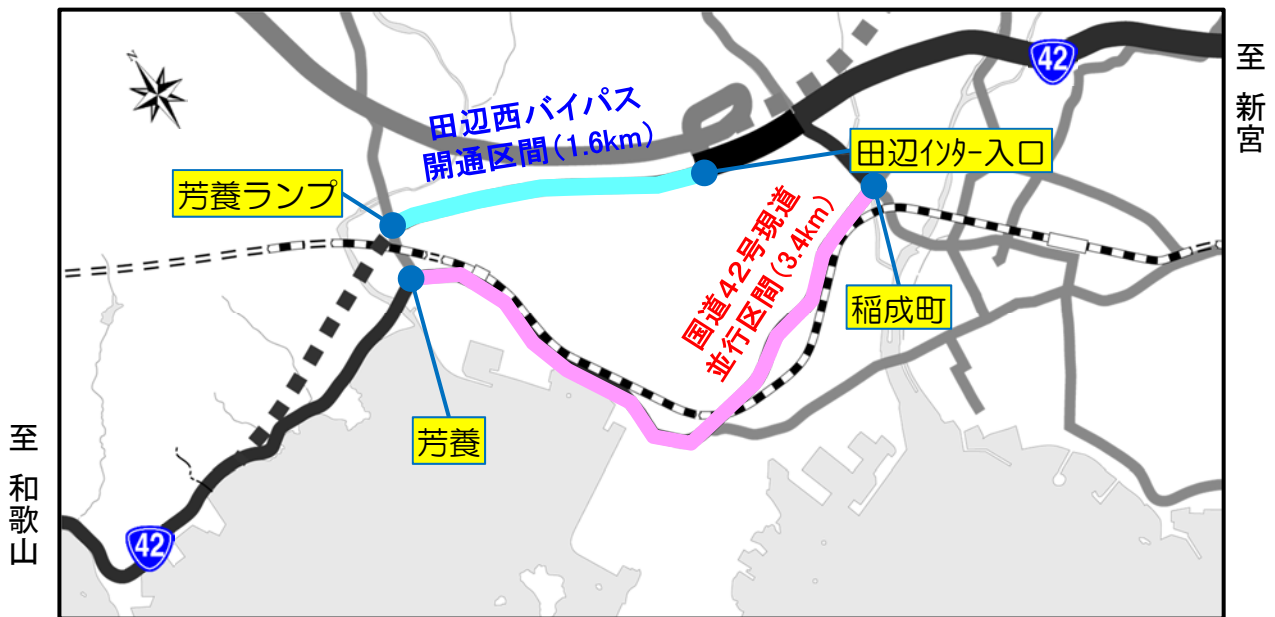 N
42
至 新宮
田辺西バイパス
開通区間(1.6km)
田辺インター入口
芳養ランプ
国道42号現道
並行区間(3.4km)
稲成町
芳養
至 和歌山
42